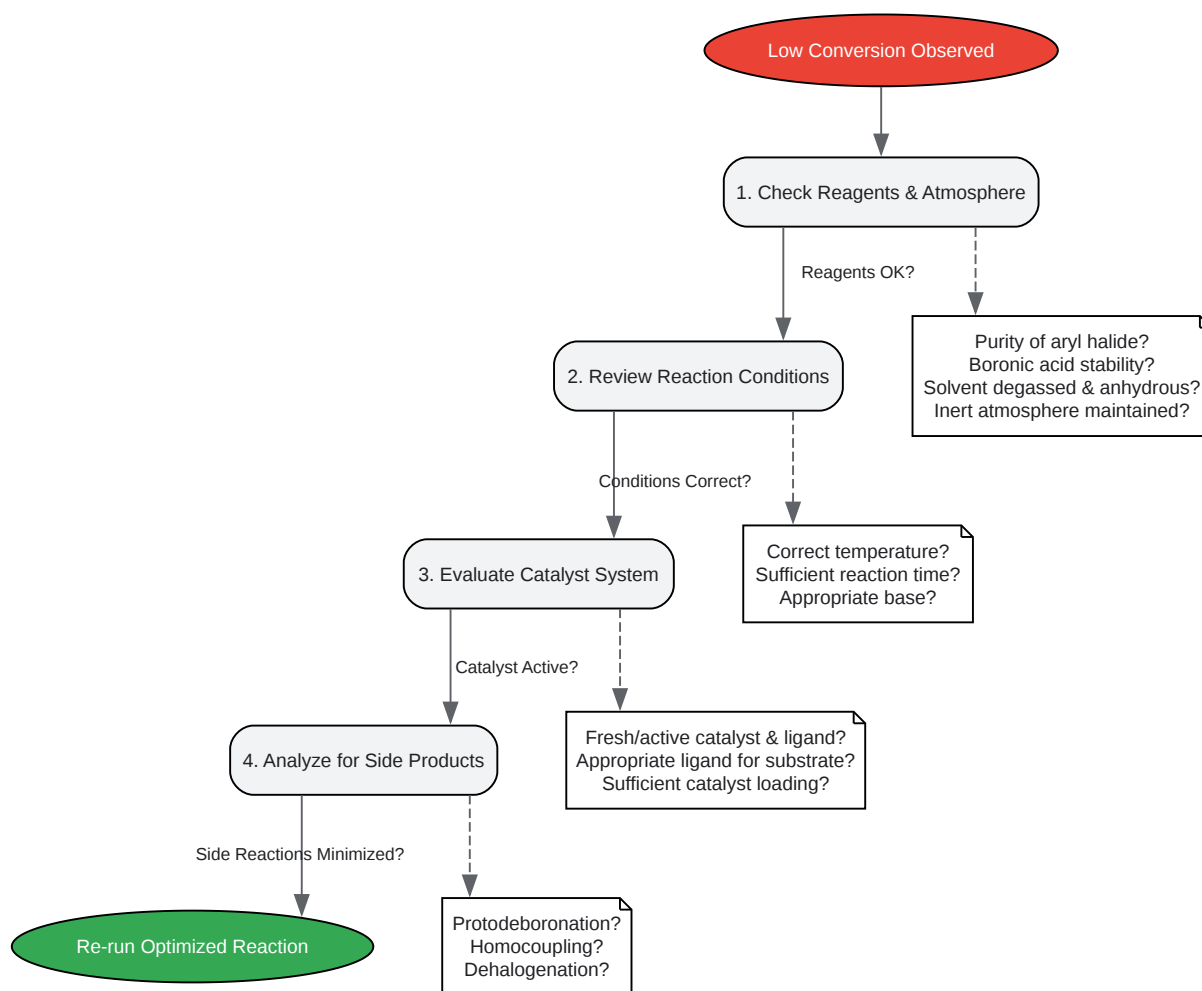 Low Conversion Observed
1. Check Reagents & Atmosphere
Reagents OK?
Purity of aryl halide?
Boronic acid stability?
Solvent degassed & anhydrous?
Inert atmosphere maintained?
2. Review Reaction Conditions
Conditions Correct?
Correct temperature?
Sufficient reaction time?
Appropriate base?
3. Evaluate Catalyst System
Catalyst Active?
Fresh/active catalyst & ligand?
Appropriate ligand for substrate?
Sufficient catalyst loading?
4. Analyze for Side Products
Side Reactions Minimized?
Protodeboronation?
Homocoupling?
Dehalogenation?
Re-run Optimized Reaction